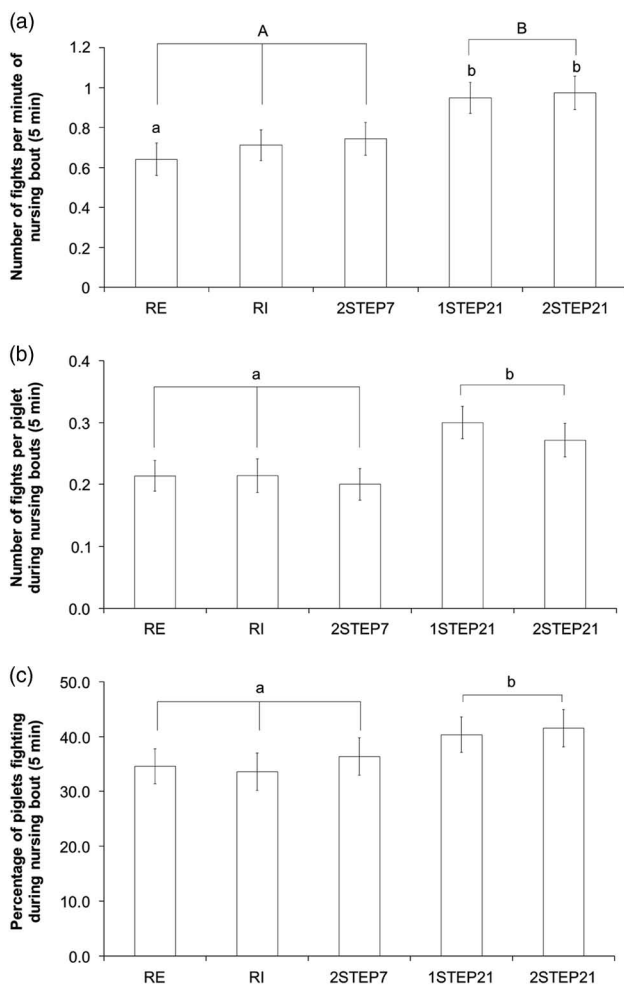 (a)
Number of fights per minute of
nursing bout (5 min)
1.2
1
0.8
0.6
0.4
0.2
0
A
B
a
b
b
RE RI 2STEP7 1STEP21 2STEP21
(b)
Number of fights per piglet
during nursing bouts (5 min)
0.4
0.3
0.2
0.1
0.0
a
b
RE RI 2STEP7 1STEP21 2STEP21
(c)
Percentage of piglets fighting
during nursing bout (5 min)
50.0
40.0
30.0
20.0
10.0
0.0
a
b
RE RI 2STEP7 1STEP21 2STEP21